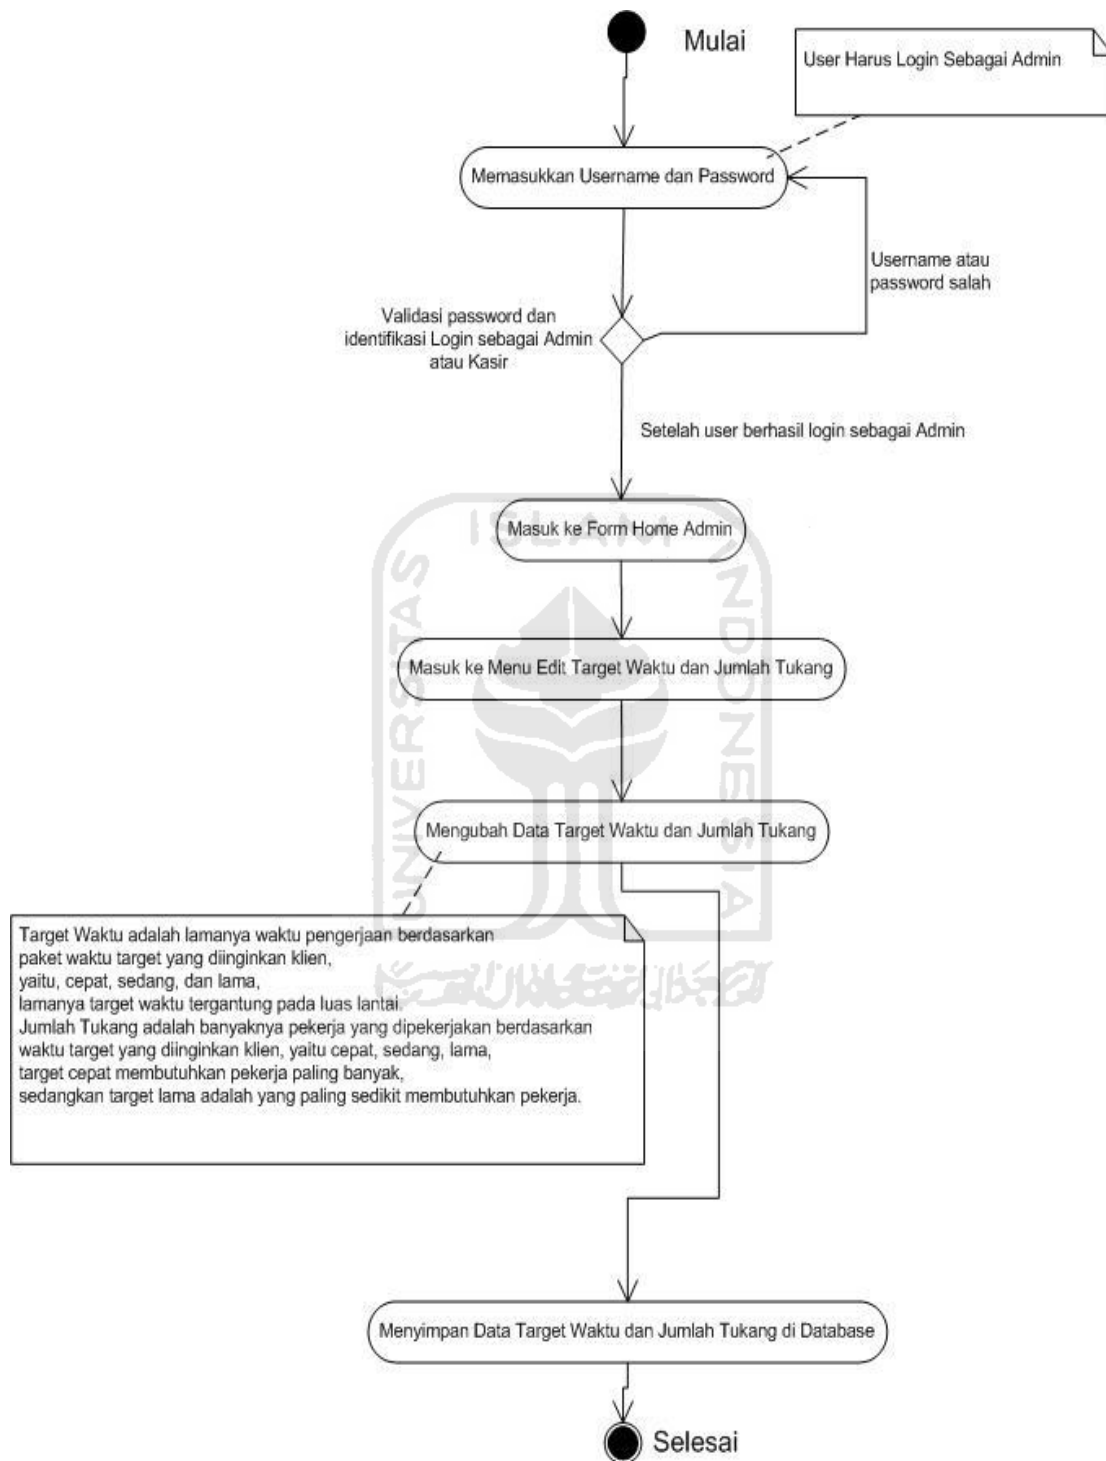 Mulai
User Harus Login Sebagai Admin
Memasukkan Username dan Password
Username atau
password salah
Validasi password dan
identifikasi Login sebagai Admin
atau Kasir
Setelah user berhasil login sebagai Admin
Masuk ke Form Home Admin
Masuk ke Menu Edit Target Waktu dan Jumlah Tukang
Mengubah Data Target Waktu dan Jumlah Tukang
Target Waktu adalah lamanya waktu pengerjaan berdasarkan
paket waktu target yang diinginkan klien,
yaitu, cepat, sedang, dan lama,
lamanya target waktu tergantung pada luas lantai.
Jumlah Tukang adalah banyaknya pekerja yang dipekerjakan berdasarkan
waktu target yang diinginkan klien, yaitu cepat, sedang, lama,
target cepat membutuhkan pekerja paling banyak,
sedangkan target lama adalah yang paling sedikit membutuhkan pekerja.
Menyimpan Data Target Waktu dan Jumlah Tukang di Database
Selesai
UNIVERSITAS
ISLAM
INDONESIA